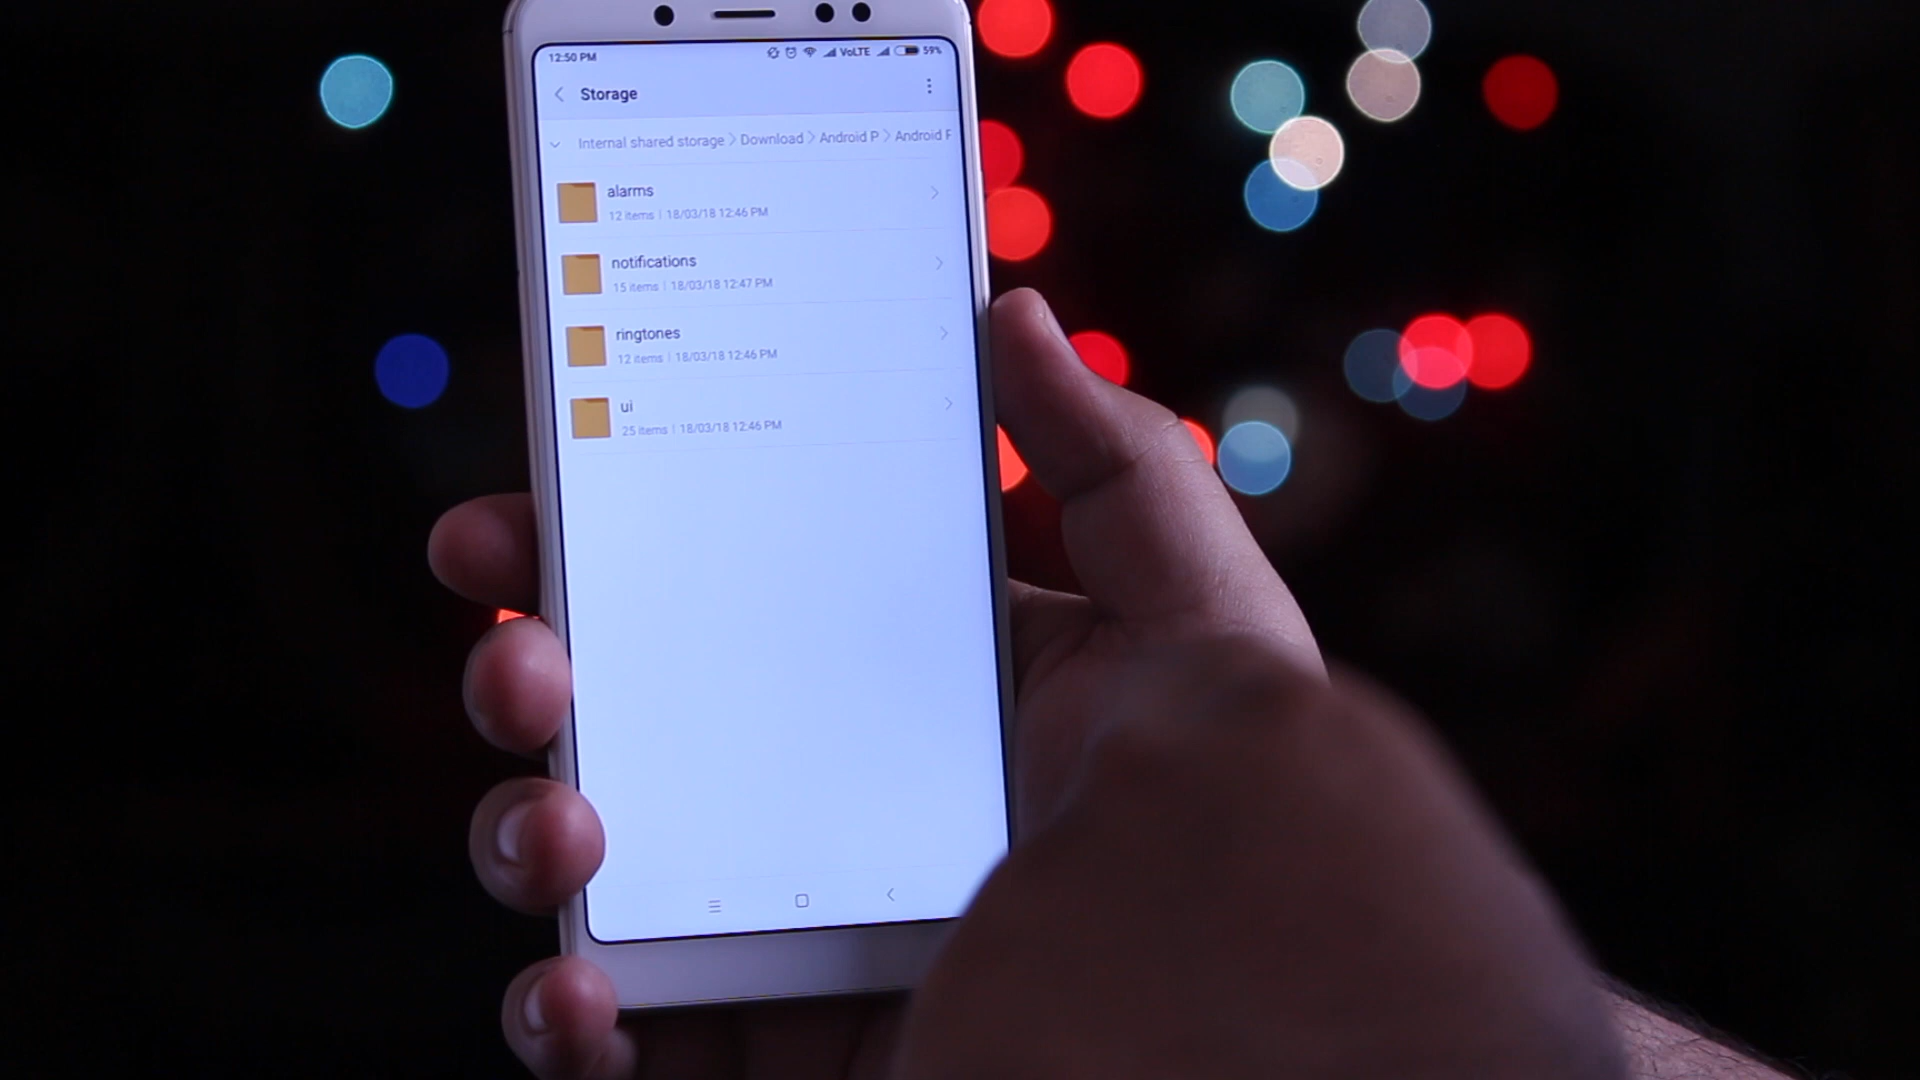 12:50 PM VoLTE 59%
Storage
Internal shared storage > Download > Android P > Android P
alarms
12 items | 18/03/18 12:46 PM
notifications
15 items | 18/03/18 12:47 PM
ringtones
12 items | 18/03/18 12:46 PM
ui
25 items | 18/03/18 12:46 PM